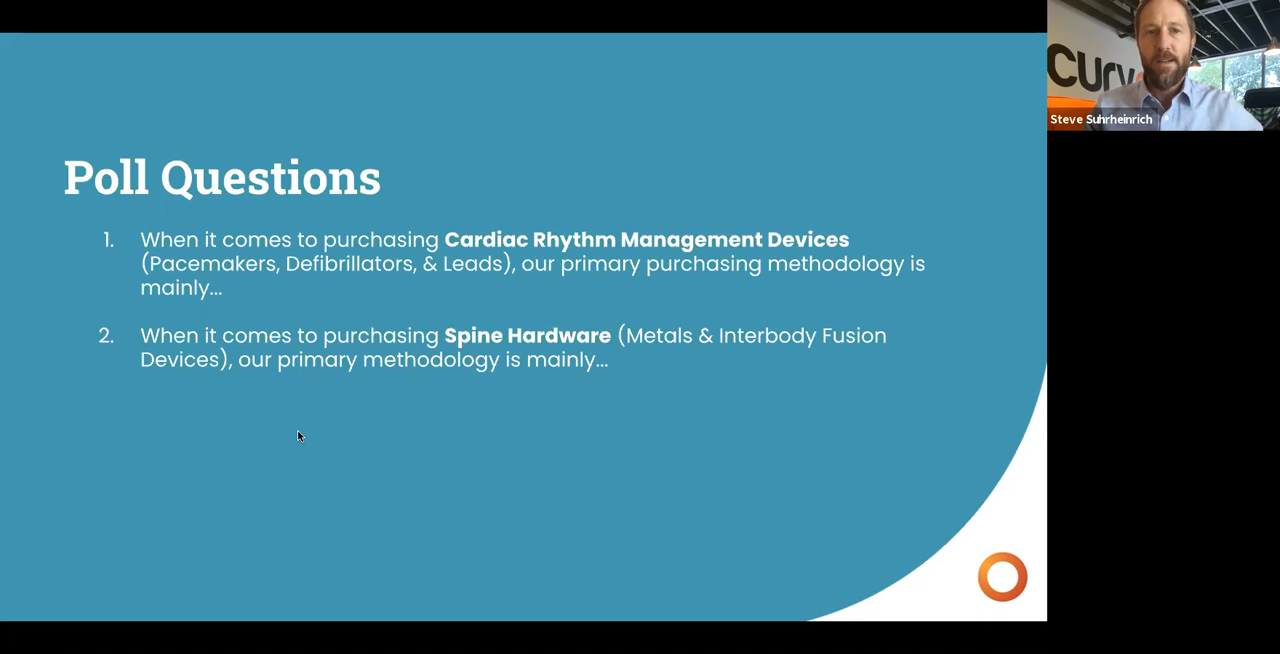 curv
Steve Suhrheinrich
Poll Questions
1. When it comes to purchasing Cardiac Rhythm Management Devices
(Pacemakers, Defibrillators, & Leads), our primary purchasing methodology is
mainly...
2. When it comes to purchasing Spine Hardware (Metals & Interbody Fusion
Devices), our primary methodology is mainly...